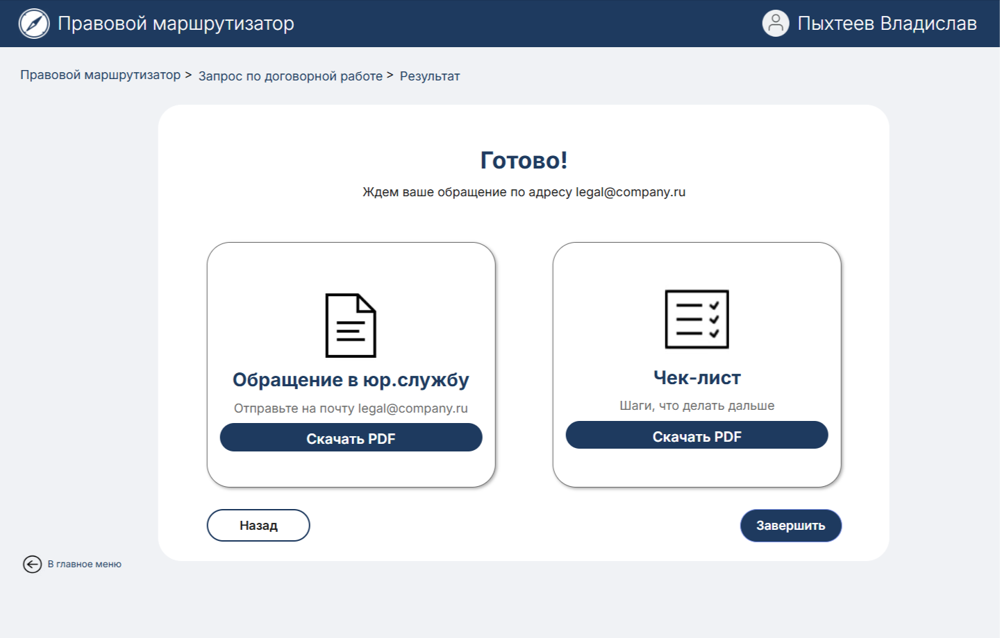 Правовой маршрутизатор
Пыхтеев Владислав
Правовой маршрутизатор > Запрос по договорной работе > Результат
Готово!
Ждем ваше обращение по адресу legal@company.ru
Обращение в юр.службу
Отправьте на почту legal@company.ru
Скачать PDF
Чек-лист
Шаги, что делать дальше
Скачать PDF
Назад
Завершить
В главное меню